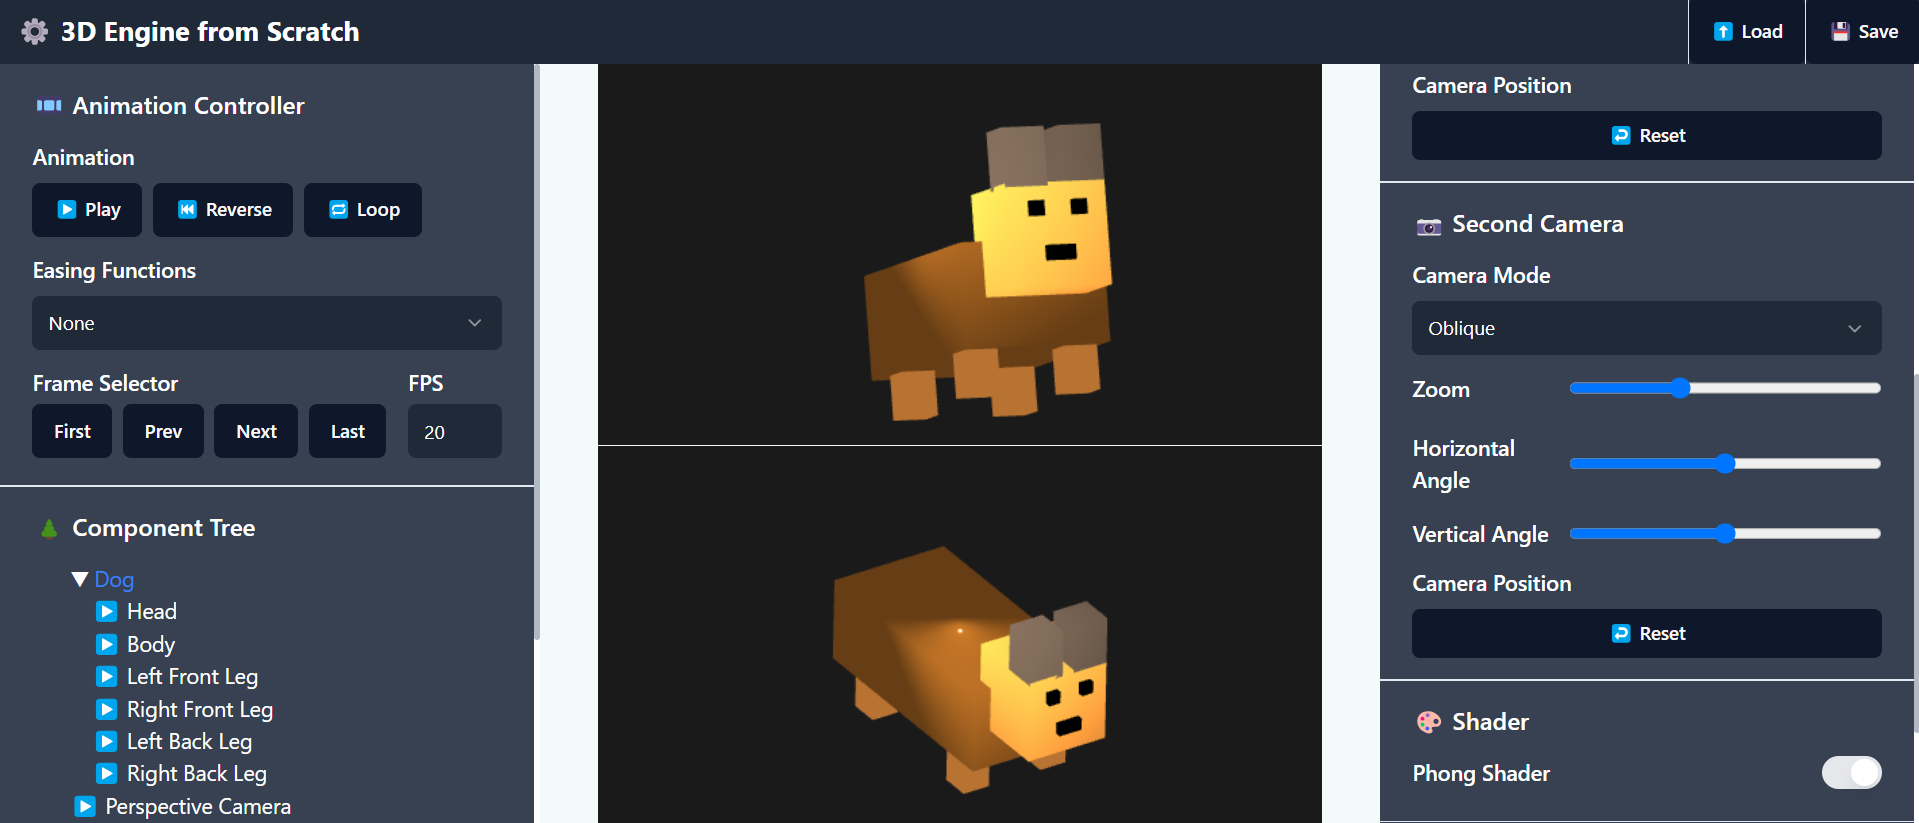 3D Engine from Scratch
Load
Save
Animation Controller
Animation
Play
Reverse
Loop
Easing Functions
None
Frame Selector
FPS
First
Prev
Next
Last
20
Component Tree
Dog
Head
Body
Left Front Leg
Right Front Leg
Left Back Leg
Right Back Leg
Perspective Camera
Camera Position
Reset
Second Camera
Camera Mode
Oblique
Zoom
Horizontal
Angle
Vertical Angle
Camera Position
Reset
Shader
Phong Shader